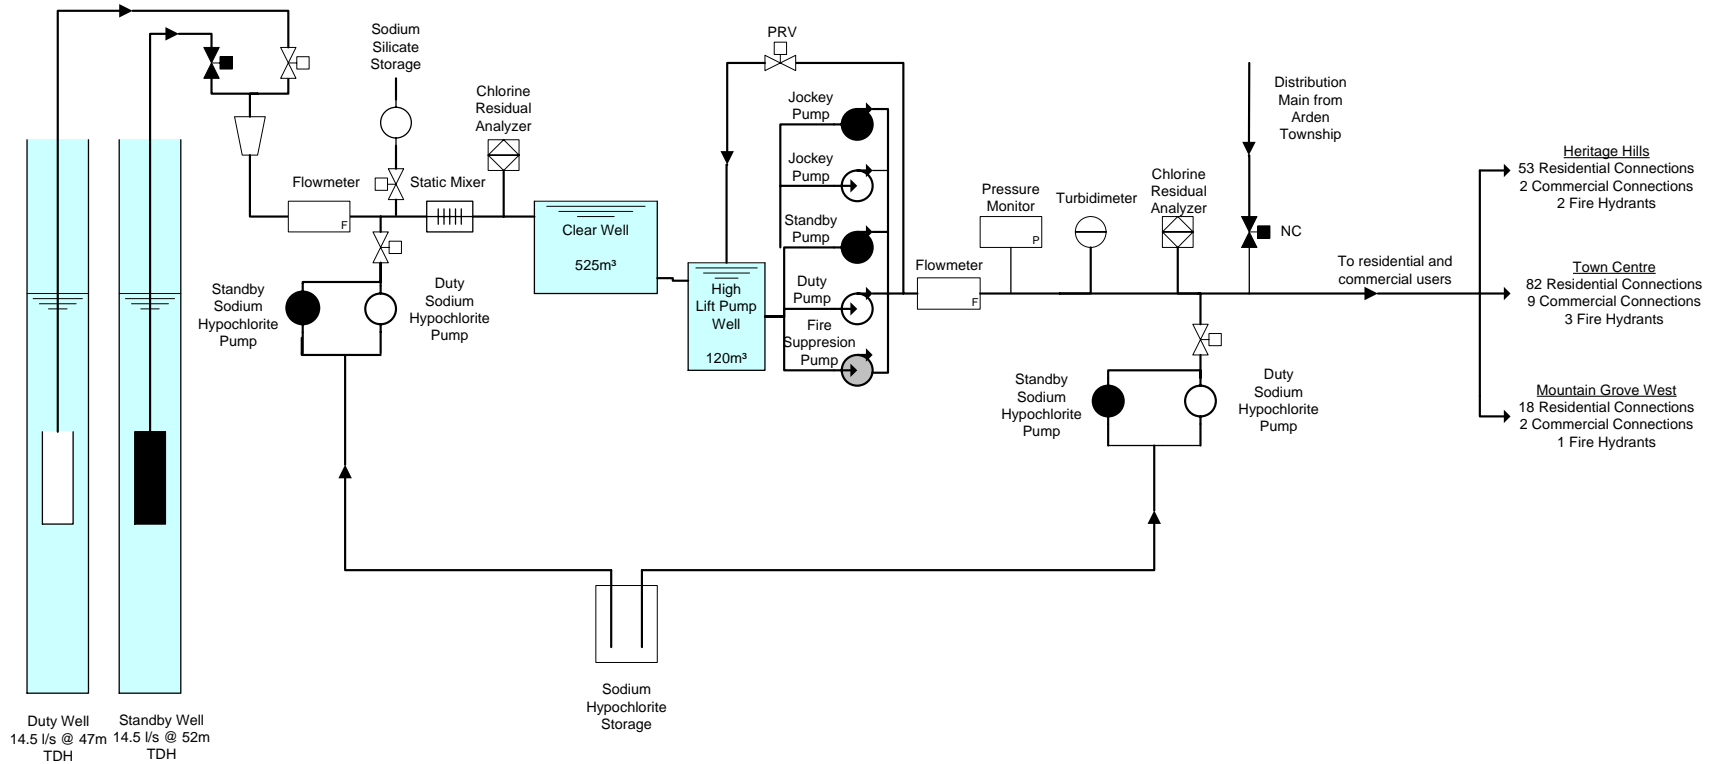 Sodium
Silicate
Storage
PRV
Chlorine
Residual
Analyzer
Jockey
Pump
Distribution
Main from
Arden
Township
Flowmeter
F
Static Mixer
Jockey
Pump
Pressure
Monitor
P
Turbidimeter
Chlorine
Residual
Analyzer
Heritage Hills
53 Residential Connections
2 Commercial Connections
2 Fire Hydrants
Clear Well
525m³
Standby
Pump
NC
Flowmeter
F
To residential and
commercial users
Town Centre
82 Residential Connections
9 Commercial Connections
3 Fire Hydrants
Standby
Sodium
Hypochlorite
Pump
Duty
Sodium
Hypochlorite
Pump
High
Lift Pump
Well
120m³
Duty
Pump
Fire
Suppresion
Pump
Standby
Sodium
Hypochlorite
Pump
Duty
Sodium
Hypochlorite
Pump
Mountain Grove West
18 Residential Connections
2 Commercial Connections
1 Fire Hydrants
Sodium
Hypochlorite
Storage
Duty Well
14.5 l/s @ 47m
TDH
Standby Well
14.5 l/s @ 52m
TDH